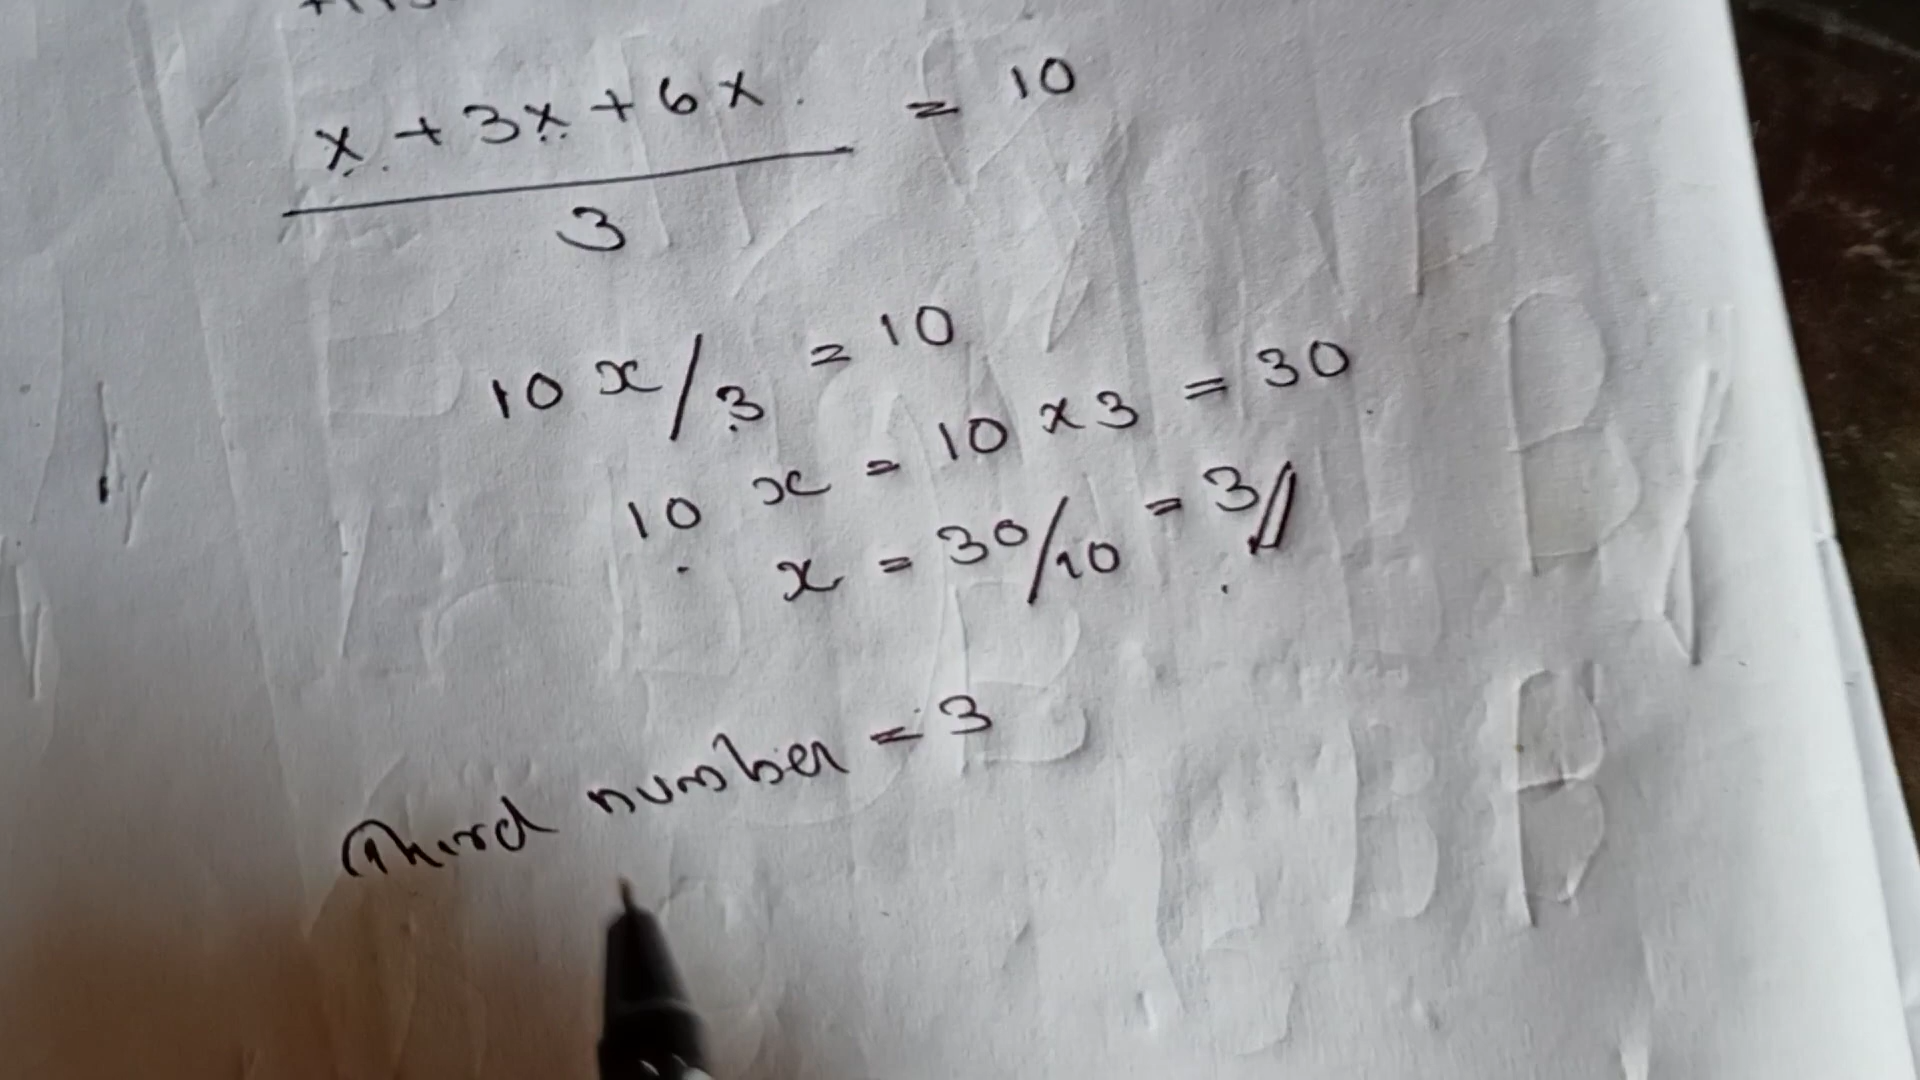 x + 3x + 6x = 10
3
10x/3 = 10
10x = 10 x 3 = 30
x = 30/10 = 3//
Third number = 3